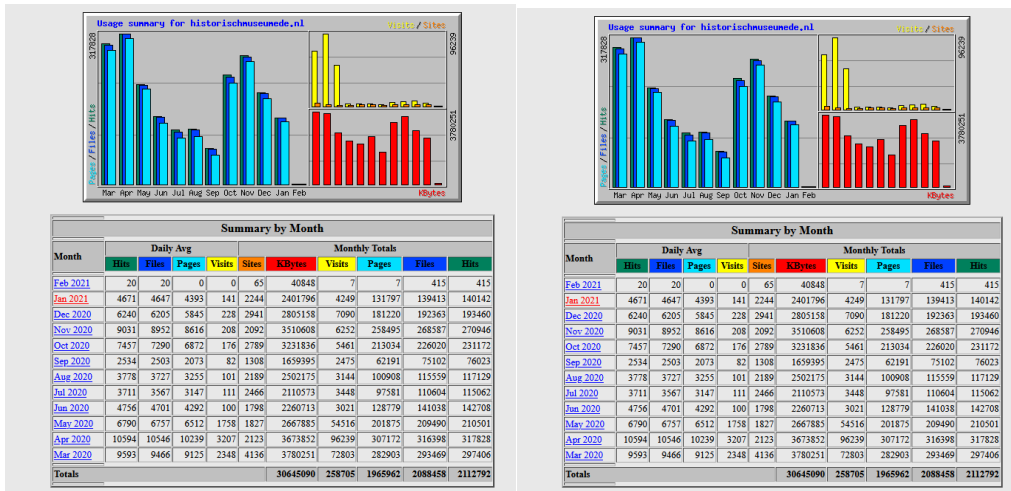 Usage summary for historischmuseumede.nl
Visits/Sites
317828
96239
Pages/Files/Hits
3780251
Mar Apr May Jun Jul Aug Sep Oct Nov Dec Jan Feb
KBytes
Summary by Month
Month
Daily Avg
Monthly Totals
Hits Files Pages Visits Sites KBytes Visits Pages Files Hits
Feb 2021 20 20 0 0 65 40848 7 7 415 415
Jan 2021 4671 4647 4393 141 2244 2401796 4249 131797 139413 140142
Dec 2020 6240 6205 5845 228 2941 2805158 7090 181220 192363 193460
Nov 2020 9031 8952 8616 208 2092 3510608 6252 258495 268587 270946
Oct 2020 7457 7290 6872 176 2789 3231836 5461 213034 226020 231172
Sep 2020 2534 2503 2073 82 1308 1659395 2475 62191 75102 76023
Aug 2020 3778 3727 3255 101 2189 2502175 3144 100908 115559 117129
Jul 2020 3711 3567 3147 111 2466 2110573 3448 97581 110604 115062
Jun 2020 4756 4701 4292 100 1798 2260713 3021 128779 141038 142708
May 2020 6790 6757 6512 1758 1827 2667885 54516 201875 209490 210501
Apr 2020 10594 10546 10239 3207 2123 3673852 96239 307172 316398 317828
Mar 2020 9593 9466 9125 2348 4136 3780251 72803 282903 293469 297406
Totals 30645090 258705 1965962 2088458 2112792
Usage summary for historischmuseumede.nl
Visits/Sites
317828
96239
Pages/Files/Hits
3780251
Mar Apr May Jun Jul Aug Sep Oct Nov Dec Jan Feb
KBytes
Summary by Month
Month
Daily Avg
Monthly Totals
Hits Files Pages Visits Sites KBytes Visits Pages Files Hits
Feb 2021 20 20 0 0 65 40848 7 7 415 415
Jan 2021 4671 4647 4393 141 2244 2401796 4249 131797 139413 140142
Dec 2020 6240 6205 5845 228 2941 2805158 7090 181220 192363 193460
Nov 2020 9031 8952 8616 208 2092 3510608 6252 258495 268587 270946
Oct 2020 7457 7290 6872 176 2789 3231836 5461 213034 226020 231172
Sep 2020 2534 2503 2073 82 1308 1659395 2475 62191 75102 76023
Aug 2020 3778 3727 3255 101 2189 2502175 3144 100908 115559 117129
Jul 2020 3711 3567 3147 111 2466 2110573 3448 97581 110604 115062
Jun 2020 4756 4701 4292 100 1798 2260713 3021 128779 141038 142708
May 2020 6790 6757 6512 1758 1827 2667885 54516 201875 209490 210501
Apr 2020 10594 10546 10239 3207 2123 3673852 96239 307172 316398 317828
Mar 2020 9593 9466 9125 2348 4136 3780251 72803 282903 293469 297406
Totals 30645090 258705 1965962 2088458 2112792